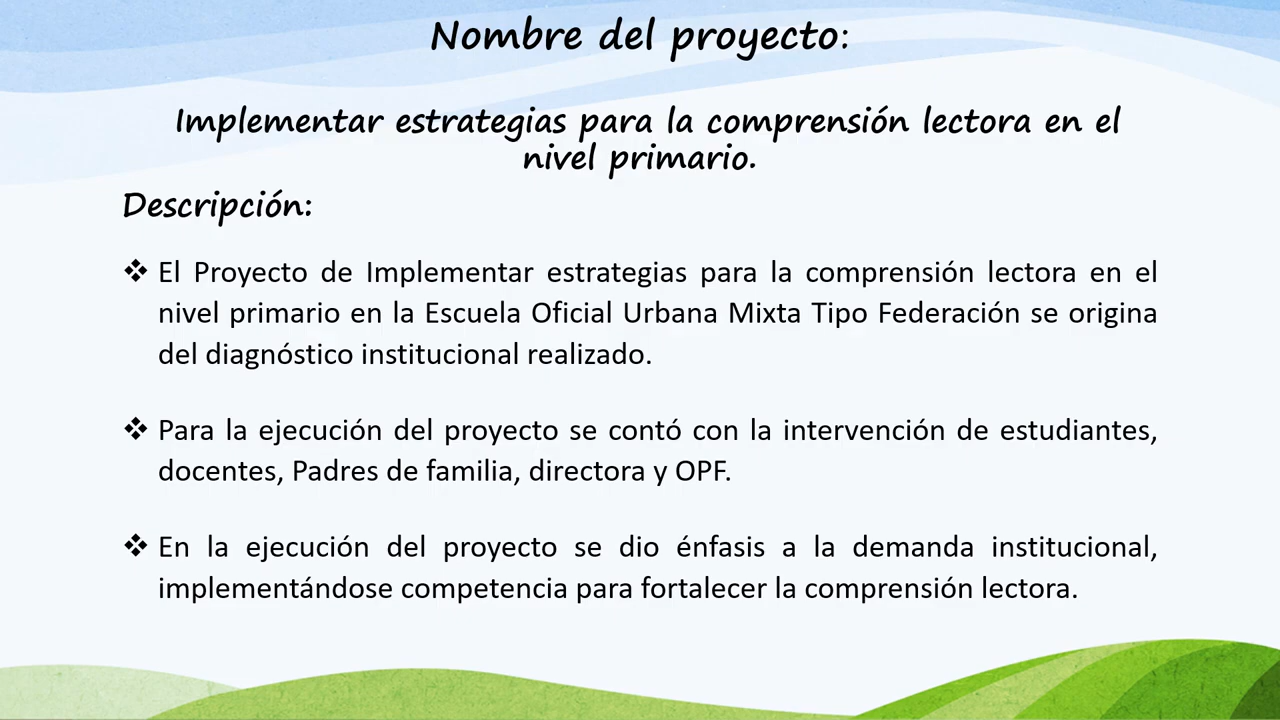 Nombre del proyecto:
Implementar estrategias para la comprensión lectora en el
nivel primario.
Descripción:
❖ El Proyecto de Implementar estrategias para la comprensión lectora en el
nivel primario en la Escuela Oficial Urbana Mixta Tipo Federación se origina
del diagnóstico institucional realizado.
❖ Para la ejecución del proyecto se contó con la intervención de estudiantes,
docentes, Padres de familia, directora y OPF.
❖ En la ejecución del proyecto se dio énfasis a la demanda institucional,
implementándose competencia para fortalecer la comprensión lectora.